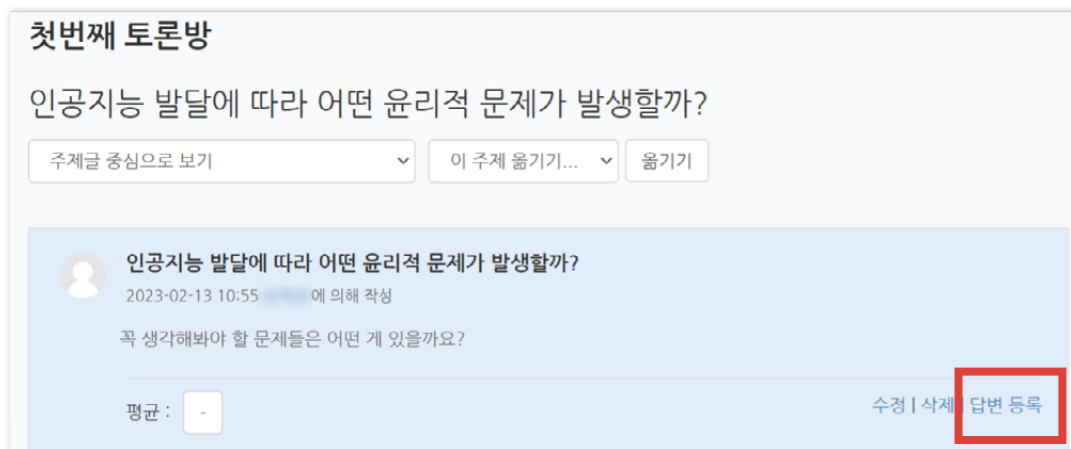 첫번째 토론방
인공지능 발달에 따라 어떤 윤리적 문제가 발생할까?
주제글 중심으로 보기 이 주제 옮기기... 옮기기
인공지능 발달에 따라 어떤 윤리적 문제가 발생할까?
2023-02-13 10:55 에 의해 작성
꼭 생각해봐야 할 문제들은 어떤 게 있을까요?
평균 : - 수정 | 삭제 | 답변 등록